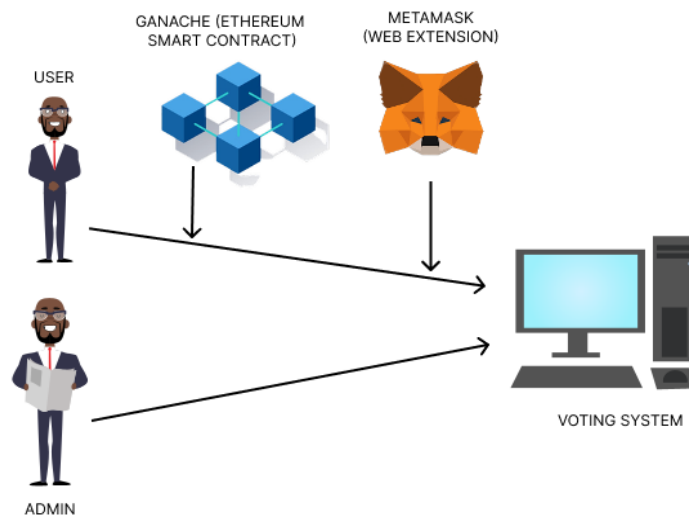 GANACHE (ETHEREUM
SMART CONTRACT)
METAMASK
(WEB EXTENSION)
USER
VOTING SYSTEM
ADMIN